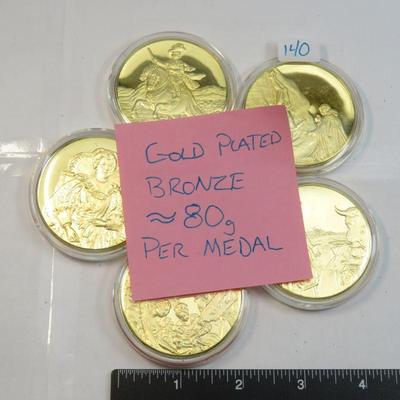 140
GOLD PLATED
BRONZE
≈80g
PER MEDAL
1 2 3 4